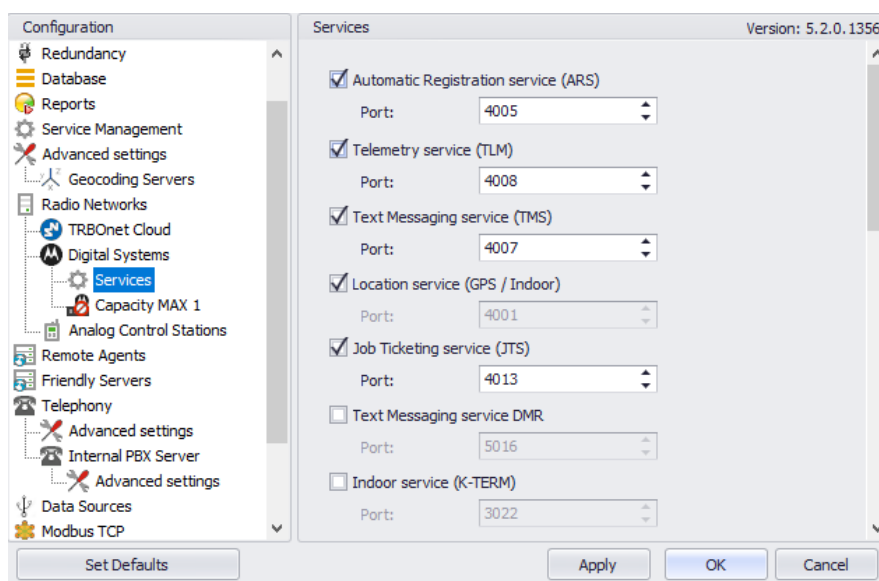 Configuration
Redundancy
Database
Reports
Service Management
Advanced settings
Geocoding Servers
Radio Networks
TRBOnet Cloud
Digital Systems
Services
Capacity MAX 1
Analog Control Stations
Remote Agents
Friendly Servers
Telephony
Advanced settings
Internal PBX Server
Advanced settings
Data Sources
Modbus TCP
Services Version: 5.2.0.1356
Automatic Registration service (ARS)
Port: 4005
Telemetry service (TLM)
Port: 4008
Text Messaging service (TMS)
Port: 4007
Location service (GPS / Indoor)
Port: 4001
Job Ticketing service (JTS)
Port: 4013
Text Messaging service DMR
Port: 5016
Indoor service (K-TERM)
Port: 3022
Set Defaults Apply OK Cancel